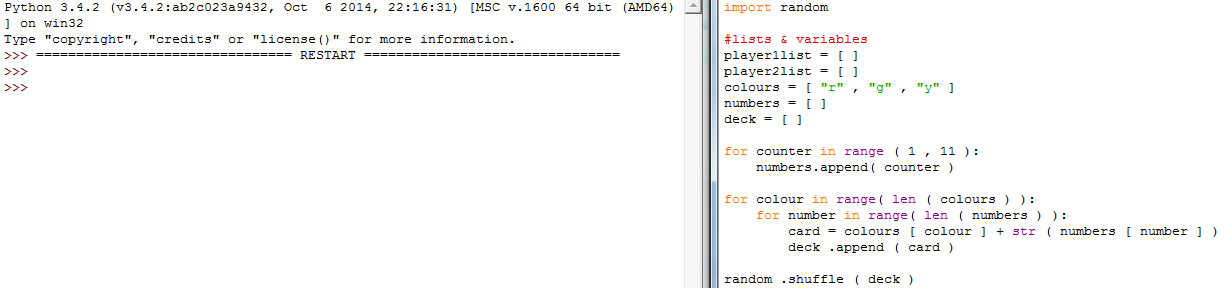 Python 3.4.2 (v3.4.2:ab2c023a9432, Oct  6 2014, 22:16:31) [MSC v.1600 64 bit (AMD64)
] on win32
Type "copyright", "credits" or "license()" for more information.
>>> ================================ RESTART ================================
>>>
>>>
import random

#lists & variables
player1list = [ ]
player2list = [ ]
colours = [ "r" , "g" , "y" ]
numbers = [ ]
deck = [ ]

for counter in range ( 1 , 11 ):
    numbers.append( counter )

for colour in range( len ( colours ) ):
    for number in range( len ( numbers ) ):
        card = colours [ colour ] + str ( numbers [ number ] )
        deck .append ( card )

random .shuffle ( deck )